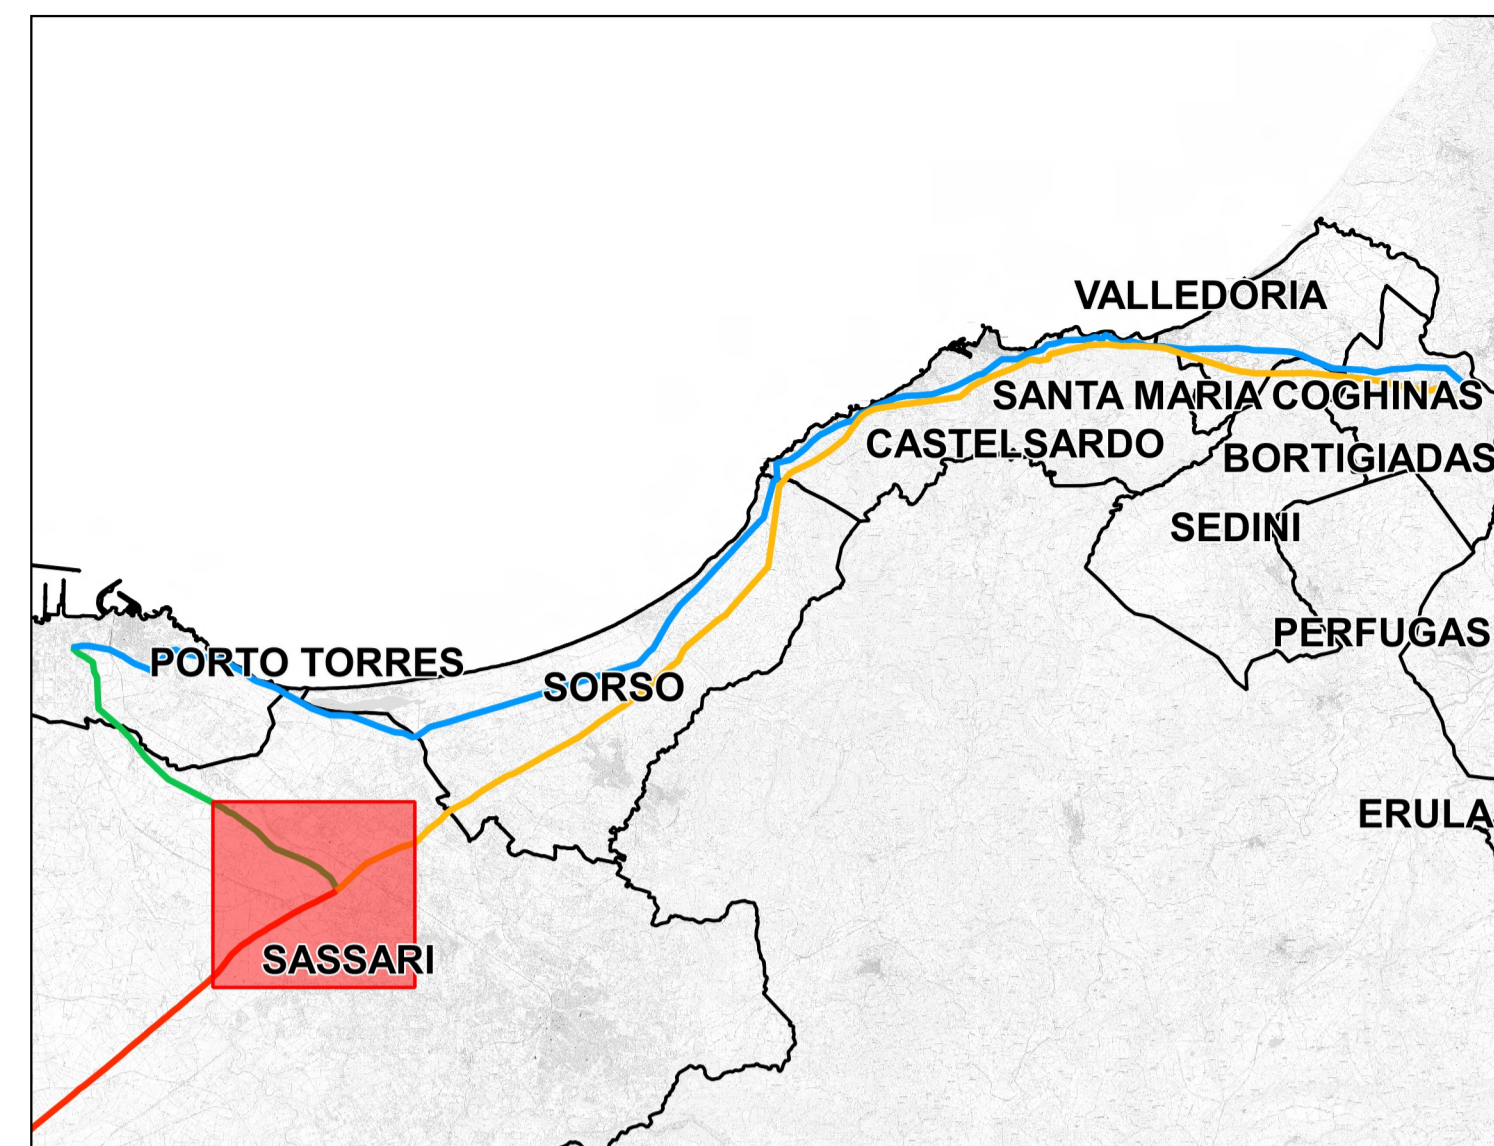 VALLEDORIA
SANTA MARIA COGHINAS
CASTELSARDO
BORTIGIADAS
SEDINI
PERFUGAS
PORTO TORRES
SORSO
ERULA
SASSARI